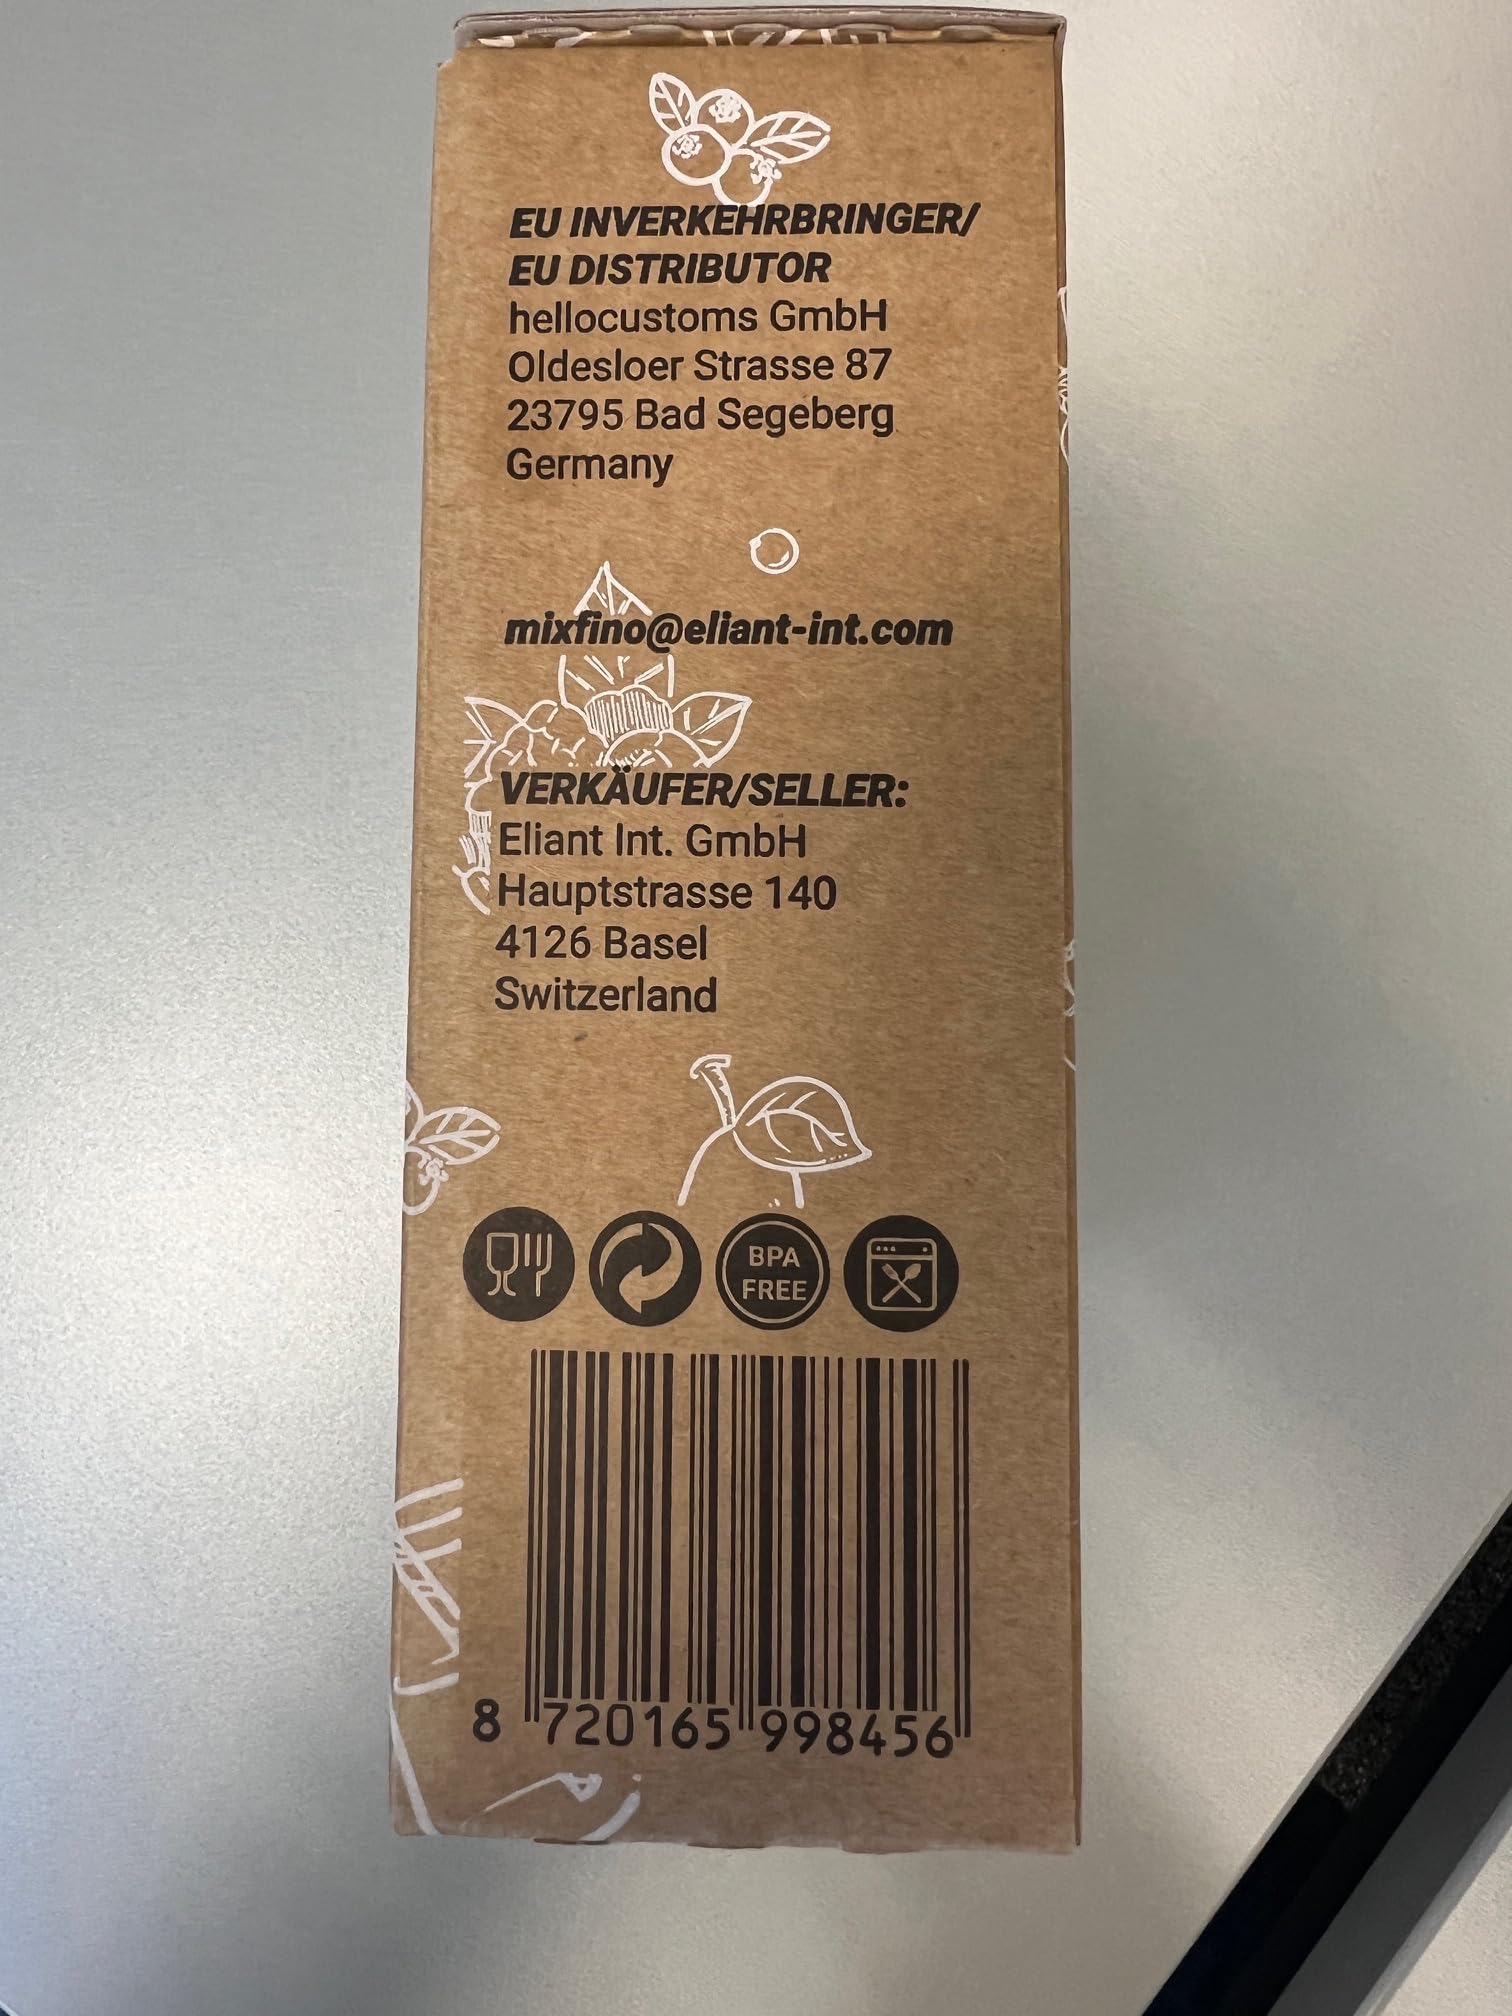 EU INVERKEHRBRINGER/
EU DISTRIBUTOR
hellocustoms GmbH
Oldesloer Strasse 87
23795 Bad Segeberg
Germany
mixfino@eliant-int.com
VERKÄUFER/SELLER:
Eliant Int. GmbH
Hauptstrasse 140
4126 Basel
Switzerland
BPA
FREE
8 720165 998456